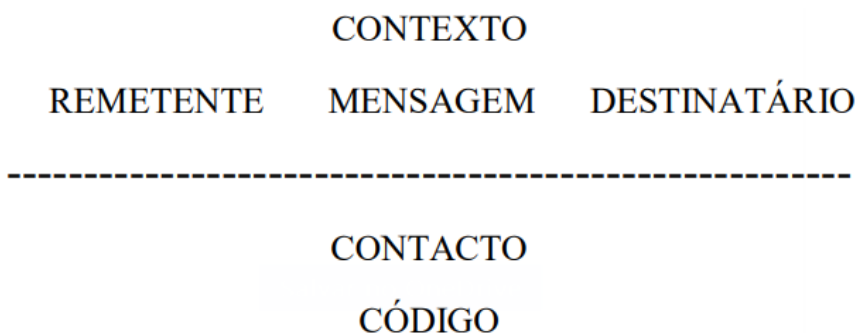 CONTEXTO
REMETENTE MENSAGEM DESTINATÁRIO
-------------------------------------------------------
CONTACTO
CÓDIGO